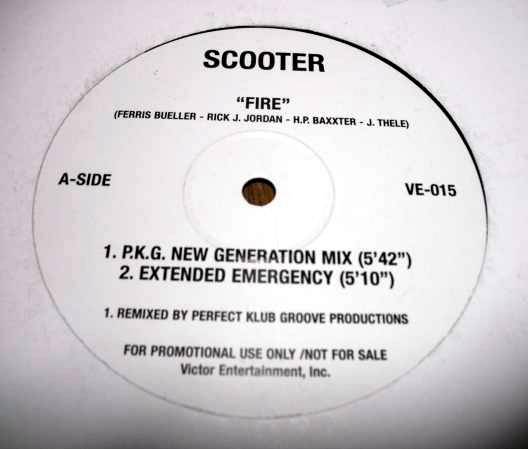 SCOOTER
"FIRE"
(FERRIS BUELLER - RICK J. JORDAN - H.P. BAXXTER - J. THELE)
A-SIDE
VE-015
1. P.K.G. NEW GENERATION MIX (5'42")
2. EXTENDED EMERGENCY (5'10")
1. REMIXED BY PERFECT KLUB GROOVE PRODUCTIONS
FOR PROMOTIONAL USE ONLY /NOT FOR SALE
Victor Entertainment, Inc.